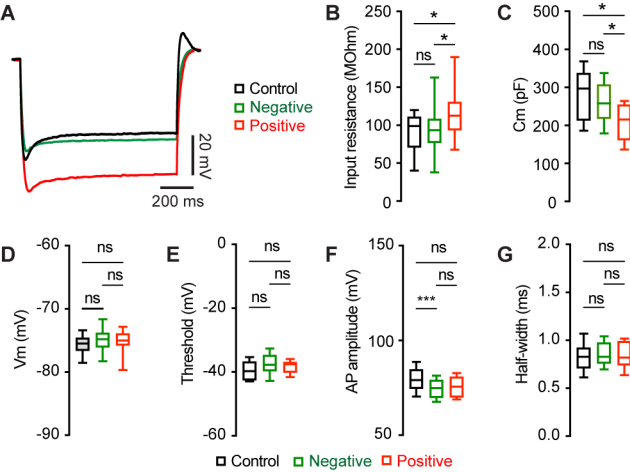 A
Control
Negative
Positive
20 mV
200 ms
B
Input resistance (MOhm)
250
200
150
100
50
0
*
ns
*
C
Cm (pF)
500
400
300
200
100
0
*
ns
*
D
Vm (mV)
-60
-70
-80
-90
ns
ns
ns
E
Threshold (mV)
0
-20
-40
-60
ns
ns
ns
F
AP amplitude (mV)
150
100
50
ns
ns
***
G
Half-width (ms)
2.0
1.5
1.0
0.5
0.0
ns
ns
ns
Control Negative Positive